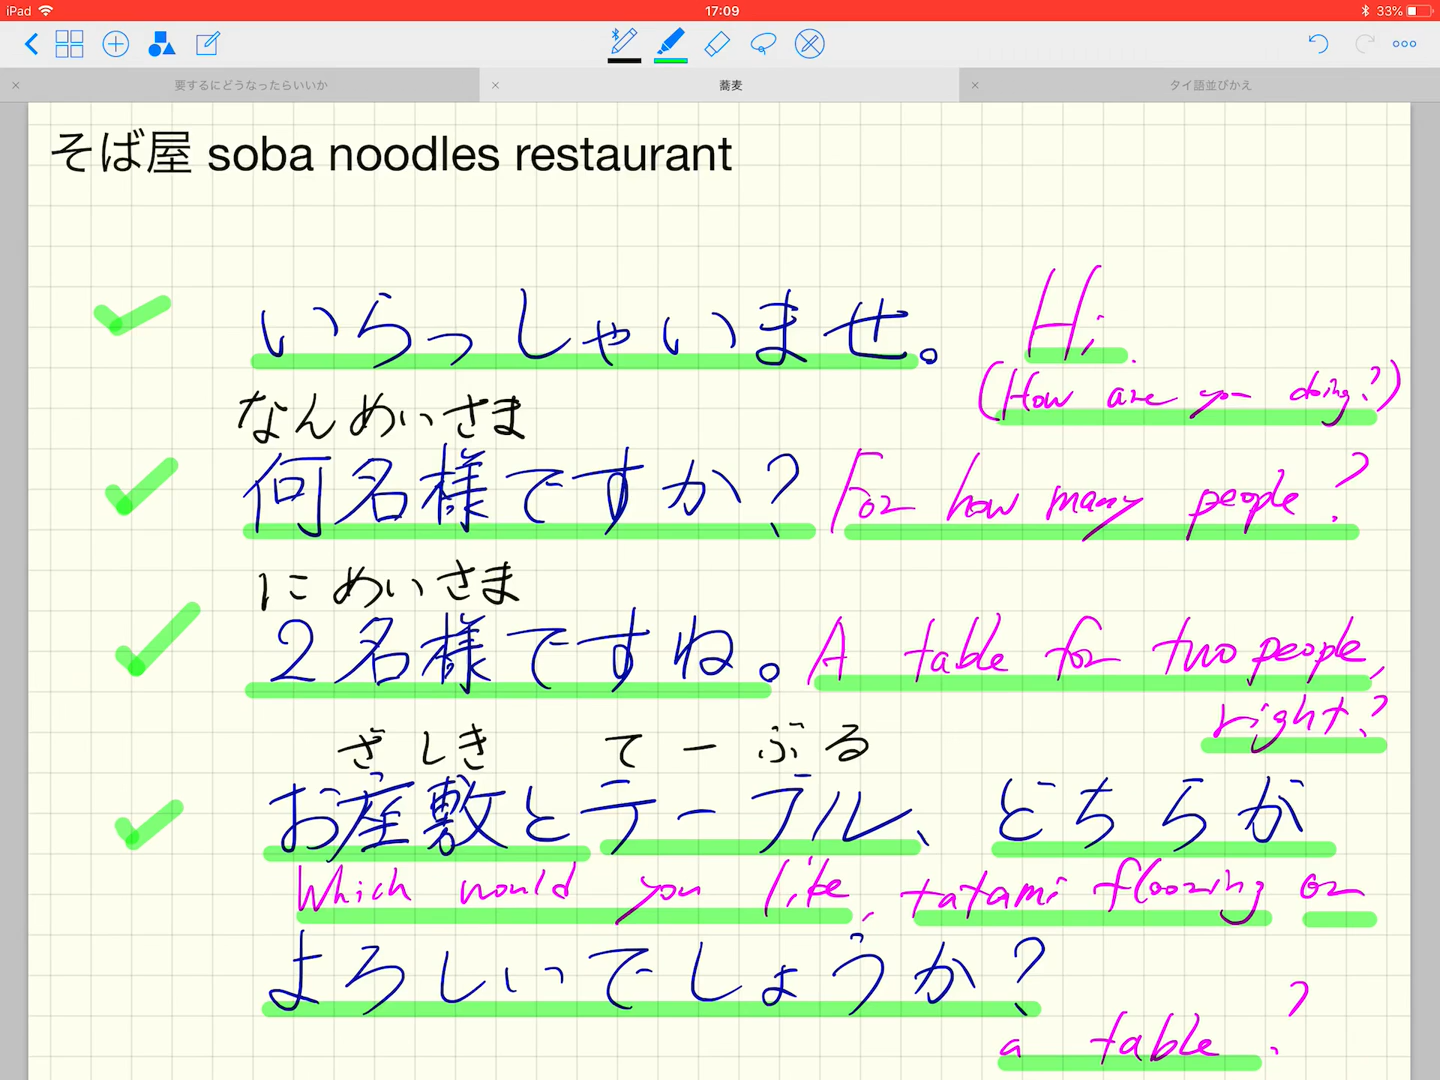 iPad 17:09 33%
要するにどうなったらいいか 蕎麦 タイ語並びかえ
そば屋 soba noodles restaurant
いらっしゃいませ。 Hi.
(How are you doing?)
なんめいさま
何名様ですか? For how many people?
にめいさま
2名様ですね。 A table for two people,
right?
ざしき てーぶる
お座敷とテーブル、どちらが
Which would you like, tatami flooring or
よろしいでしょうか?
a table?